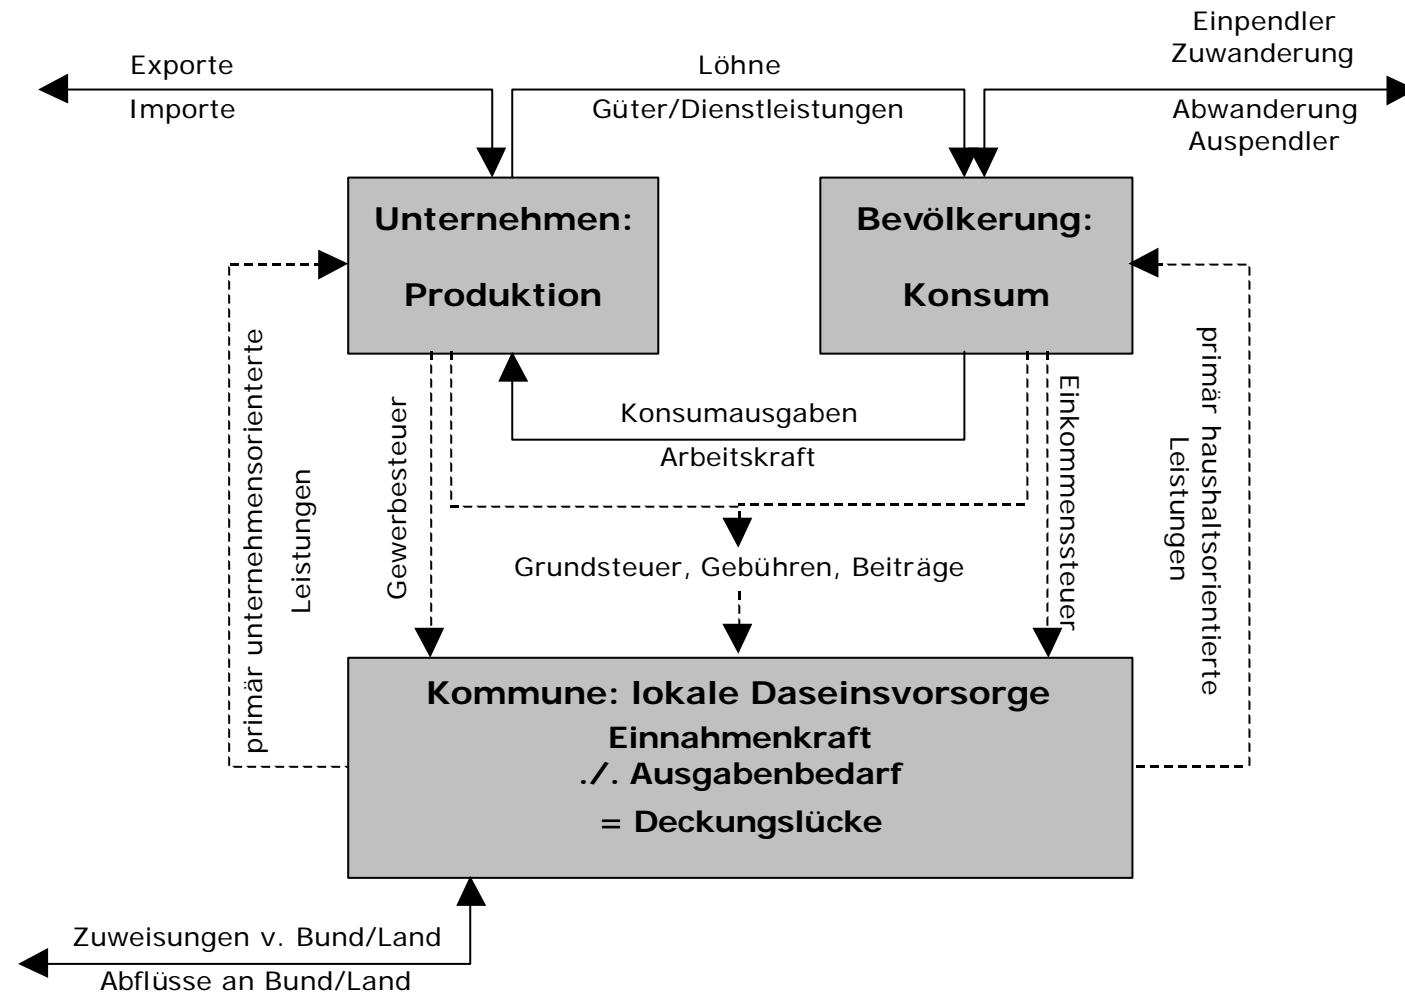 Einpendler
Zuwanderung
Exporte
Löhne
Importe
Güter/Dienstleistungen
Abwanderung
Auspendler
Unternehmen:
Produktion
Bevölkerung:
Konsum
primär unternehmensorienterte
Leistungen
Gewerbesteuer
Konsumausgaben
Arbeitskraft
Einkommenssteuer
primär haushaltsorientierte
Leistungen
Grundsteuer, Gebühren, Beiträge
Kommune: lokale Daseinsvorsorge
Einnahmenkraft
./. Ausgabenbedarf
= Deckungslücke
Zuweisungen v. Bund/Land
Abflüsse an Bund/Land